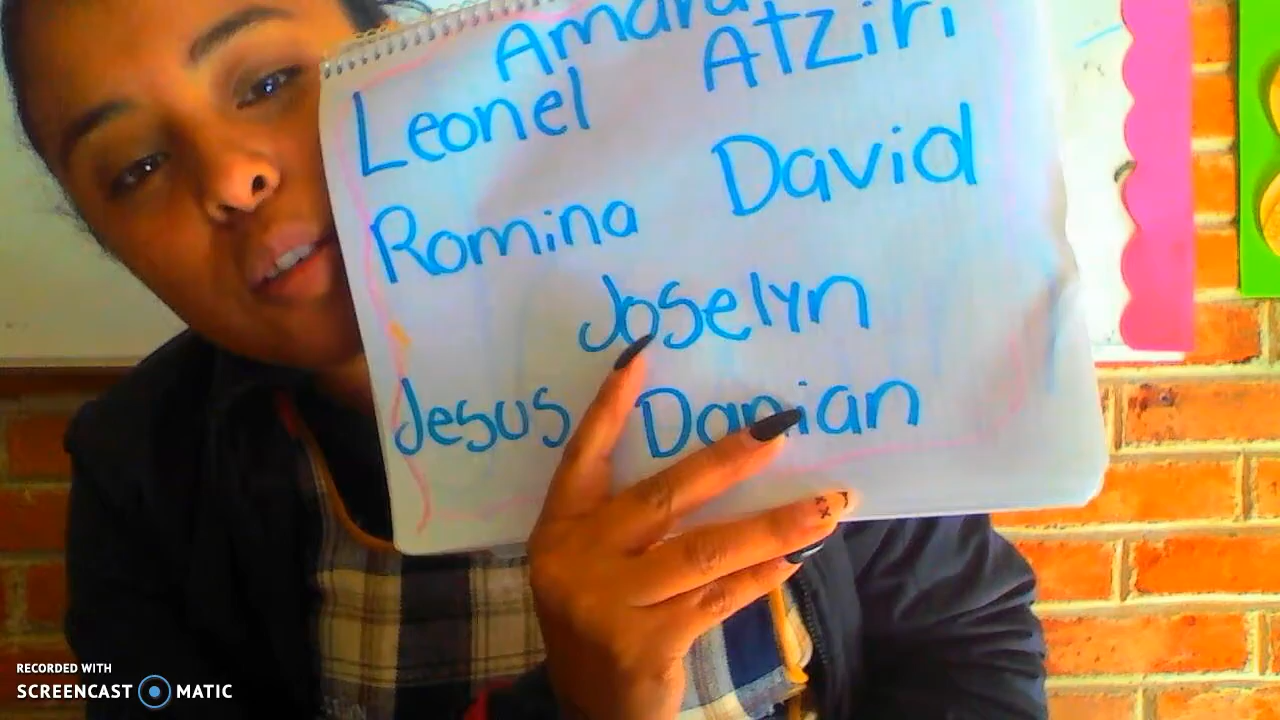 Amara
Leonel Atziri
Romina David
Joselyn
Jesus Damian
RECORDED WITH
SCREENCAST MATIC